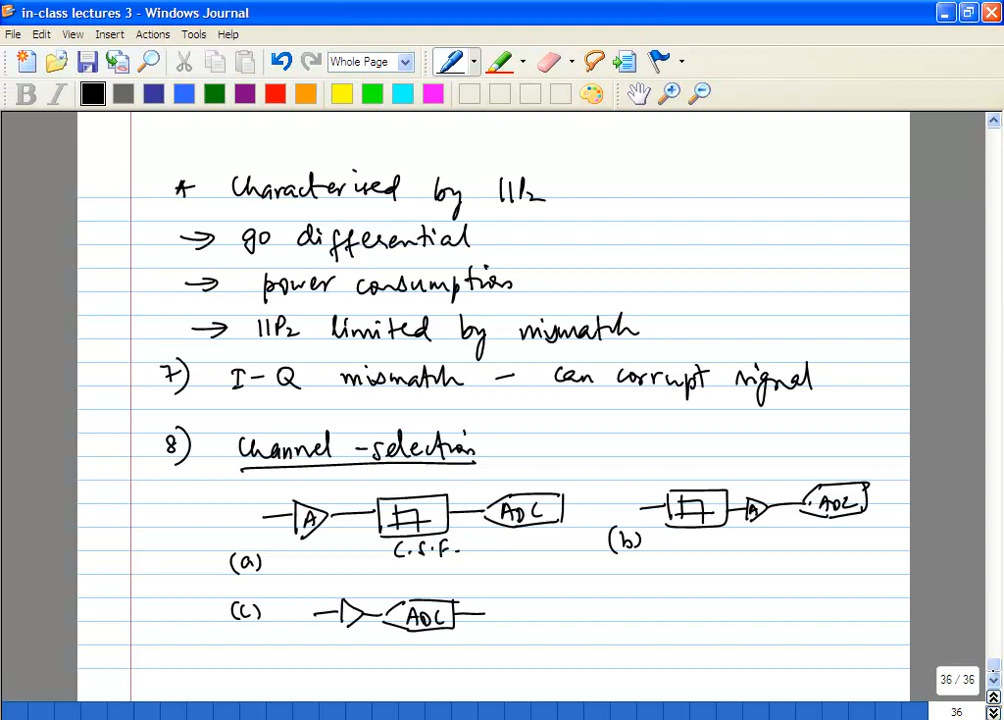 in-class lectures 3 - Windows Journal
File Edit View Insert Actions Tools Help
Whole Page
B I
* Characterised by IIP2
→ go differential
→ power consumption
→ IIP2 limited by mismatch
7) I-Q mismatch - can corrupt signal
8) Channel-selection
A ADC A ADC
C.S.F. (b)
(a)
(c) ADC
36 / 36
36